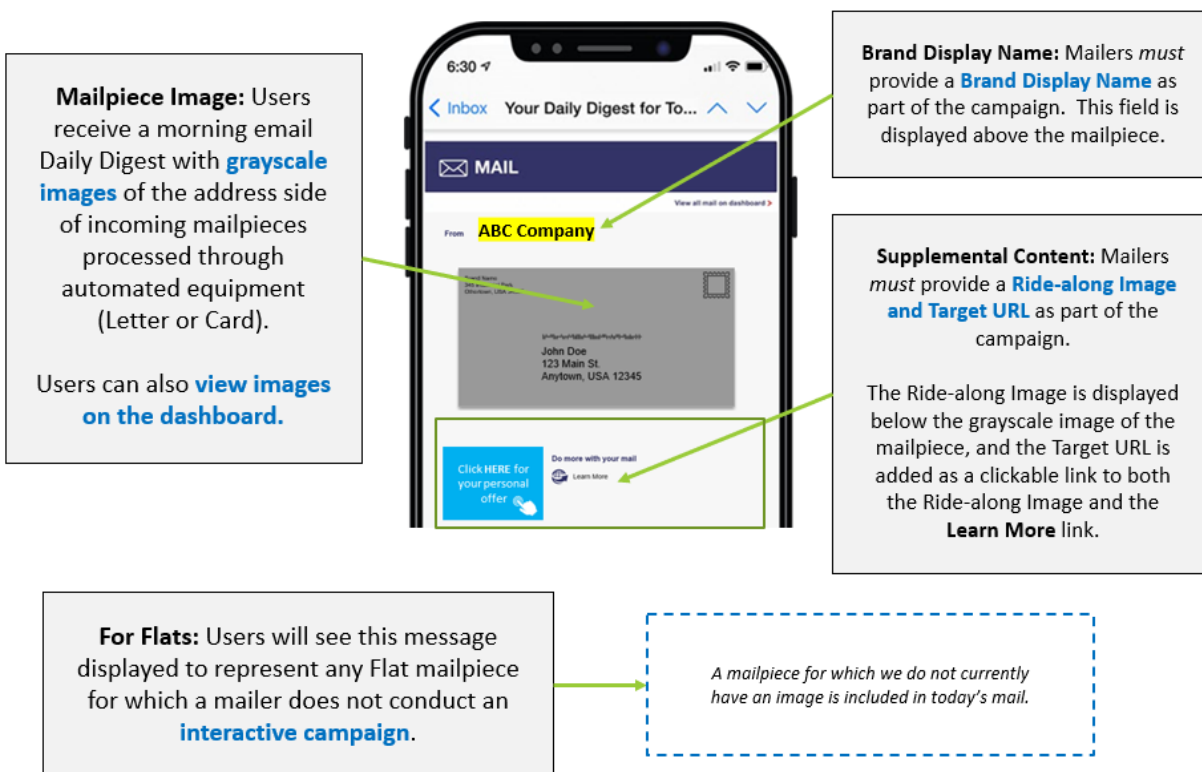 Mailpiece Image: Users
receive a morning email
Daily Digest with grayscale
images of the address side
of incoming mailpieces
processed through
automated equipment
(Letter or Card).
Users can also view images
on the dashboard.
6:30
Inbox Your Daily Digest for To...
MAIL
View all mail on dashboard >
From ABC Company
Brand Name
USA
John Doe
123 Main St.
Anytown, USA 12345
Click HERE for
your personal
offer
Do more with your mail
Learn More
Brand Display Name: Mailers must
provide a Brand Display Name as
part of the campaign. This field is
displayed above the mailpiece.
Supplemental Content: Mailers
must provide a Ride-along Image
and Target URL as part of the
campaign.
The Ride-along Image is displayed
below the grayscale image of the
mailpiece, and the Target URL is
added as a clickable link to both
the Ride-along Image and the
Learn More link.
For Flats: Users will see this message
displayed to represent any Flat mailpiece
for which a mailer does not conduct an
interactive campaign.
A mailpiece for which we do not currently
have an image is included in today's mail.